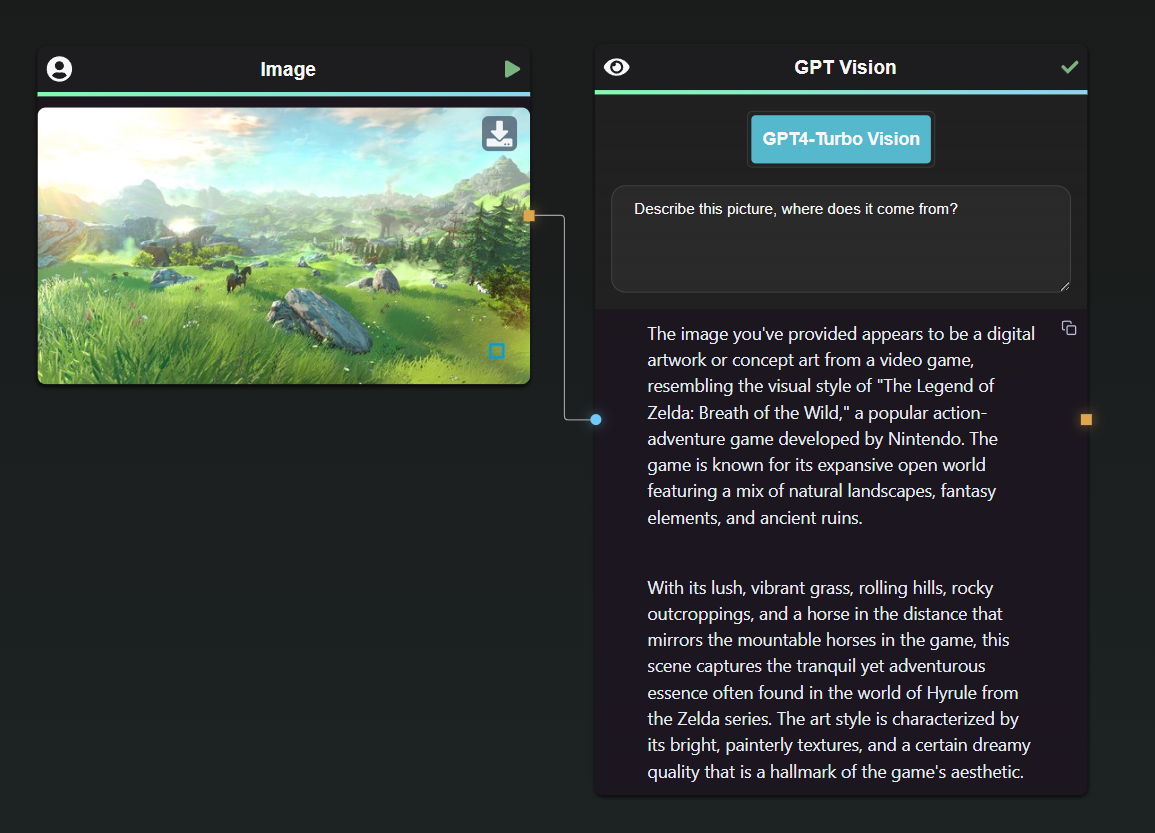 Image
GPT Vision
GPT4-Turbo Vision
Describe this picture, where does it come from?
The image you've provided appears to be a digital
artwork or concept art from a video game,
resembling the visual style of "The Legend of
Zelda: Breath of the Wild," a popular action-
adventure game developed by Nintendo. The
game is known for its expansive open world
featuring a mix of natural landscapes, fantasy
elements, and ancient ruins.
With its lush, vibrant grass, rolling hills, rocky
outcroppings, and a horse in the distance that
mirrors the mountable horses in the game, this
scene captures the tranquil yet adventurous
essence often found in the world of Hyrule from
the Zelda series. The art style is characterized by
its bright, painterly textures, and a certain dreamy
quality that is a hallmark of the game's aesthetic.